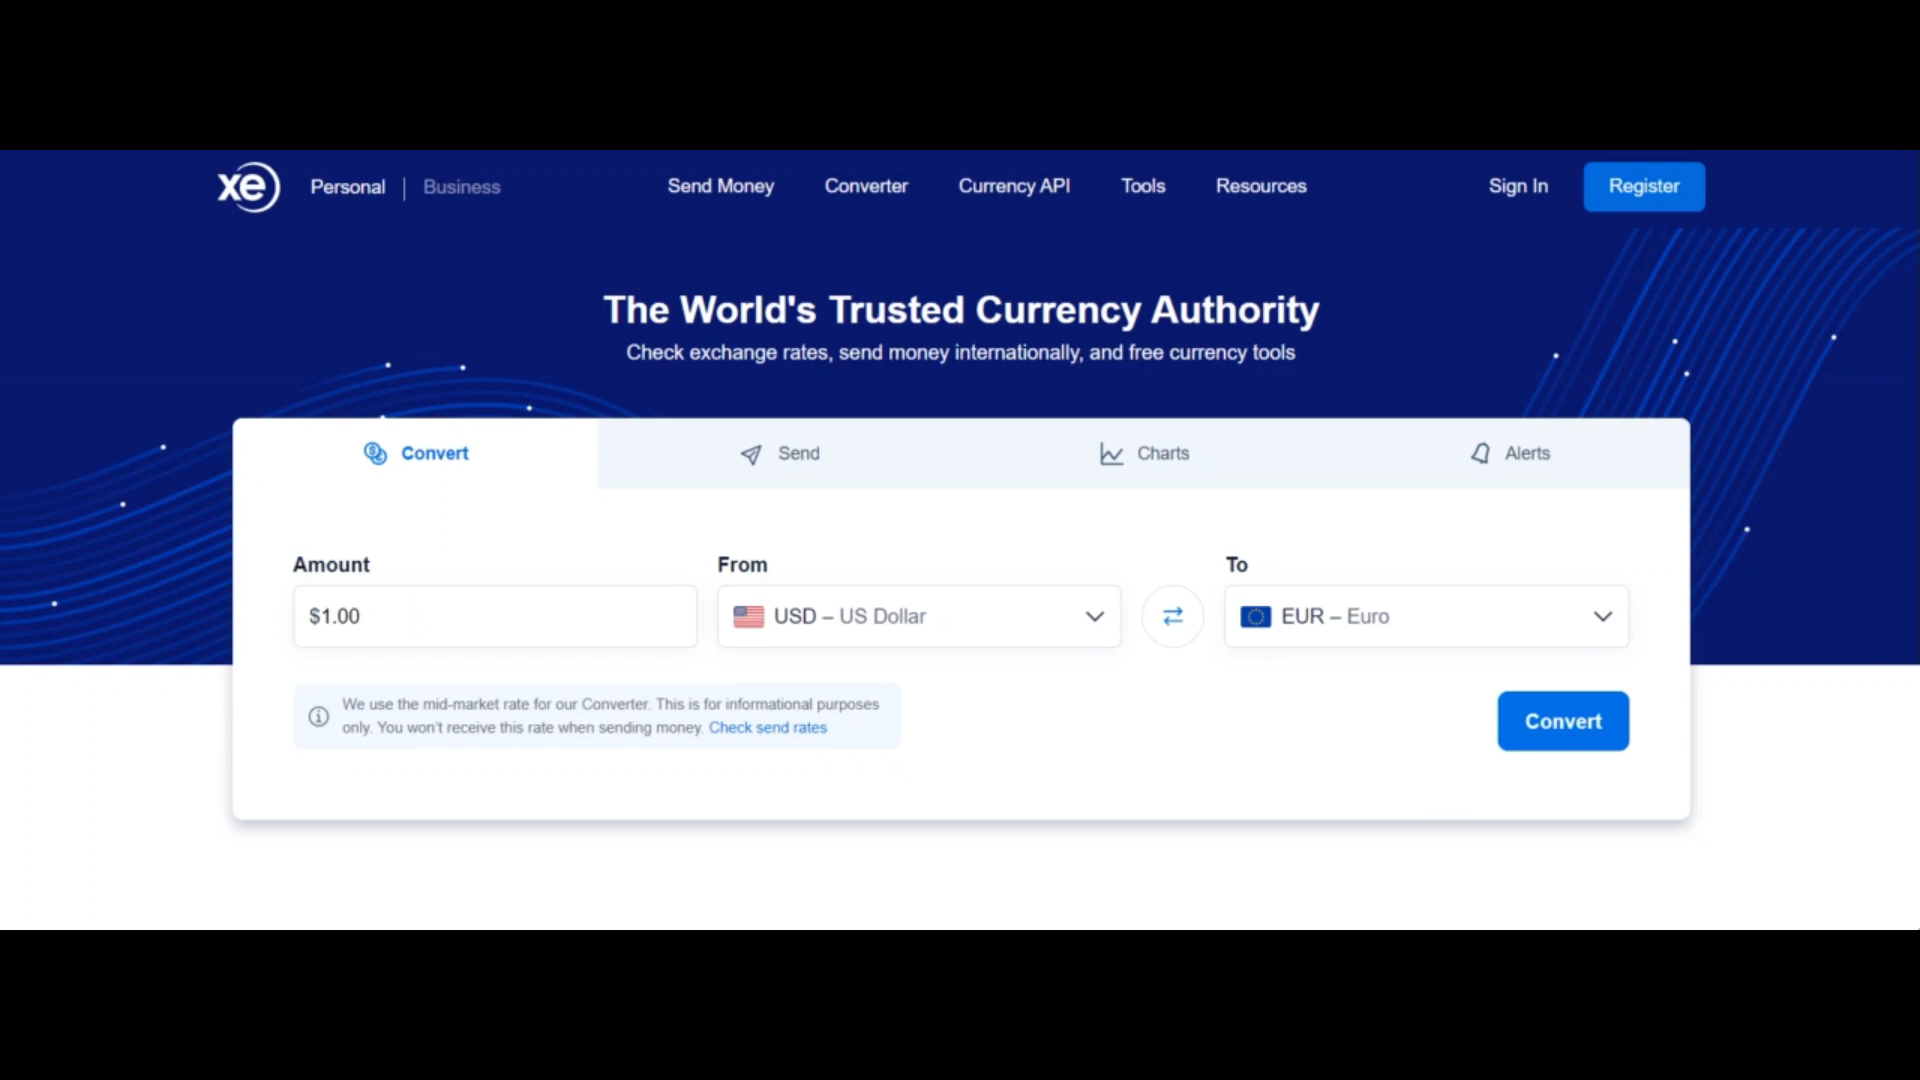 xe Personal | Business Send Money Converter Currency API Tools Resources Sign In Register
The World's Trusted Currency Authority
Check exchange rates, send money internationally, and free currency tools
Convert Send Charts Alerts
Amount From To
$1.00 USD – US Dollar EUR – Euro
We use the mid-market rate for our Converter. This is for informational purposes
only. You won't receive this rate when sending money. Check send rates
Convert